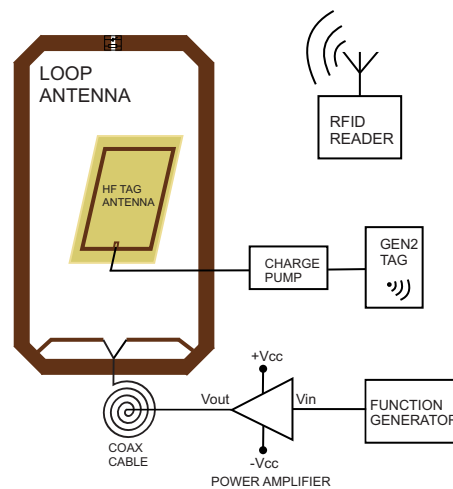 LOOP
ANTENNA
RFID
READER
HF TAG
ANTENNA
CHARGE
PUMP
GEN2
TAG
+Vcc
Vout
Vin
-Vcc
FUNCTION
GENERATOR
COAX
CABLE
POWER AMPLIFIER